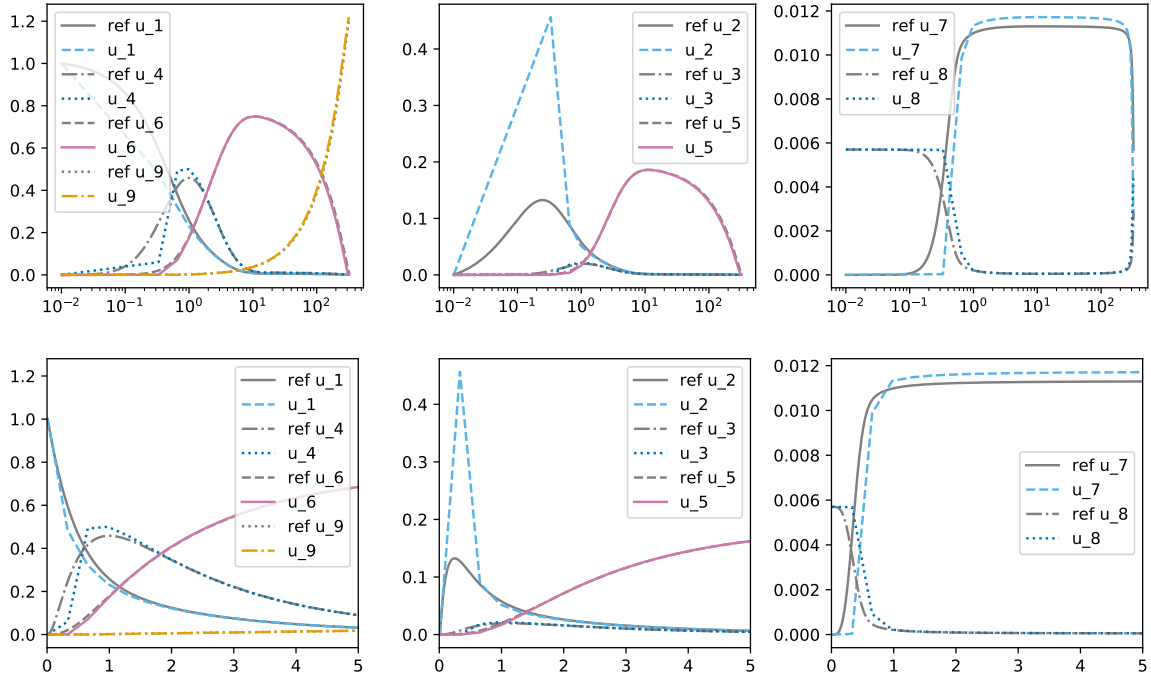 1.2
1.0
0.8
0.6
0.4
0.2
0.0
ref u_1
u_1
ref u_4
u_4
ref u_6
u_6
ref u_9
u_9
10⁻² 10⁻¹ 10⁰ 10¹ 10²
0.4
0.3
0.2
0.1
0.0
ref u_2
u_2
ref u_3
u_3
ref u_5
u_5
10⁻² 10⁻¹ 10⁰ 10¹ 10²
0.012
0.010
0.008
0.006
0.004
0.002
0.000
ref u_7
u_7
ref u_8
u_8
10⁻² 10⁻¹ 10⁰ 10¹ 10²
1.2
1.0
0.8
0.6
0.4
0.2
0.0
ref u_1
u_1
ref u_4
u_4
ref u_6
u_6
ref u_9
u_9
0 1 2 3 4 5
0.4
0.3
0.2
0.1
0.0
ref u_2
u_2
ref u_3
u_3
ref u_5
u_5
0 1 2 3 4 5
0.012
0.010
0.008
0.006
0.004
0.002
0.000
ref u_7
u_7
ref u_8
u_8
0 1 2 3 4 5